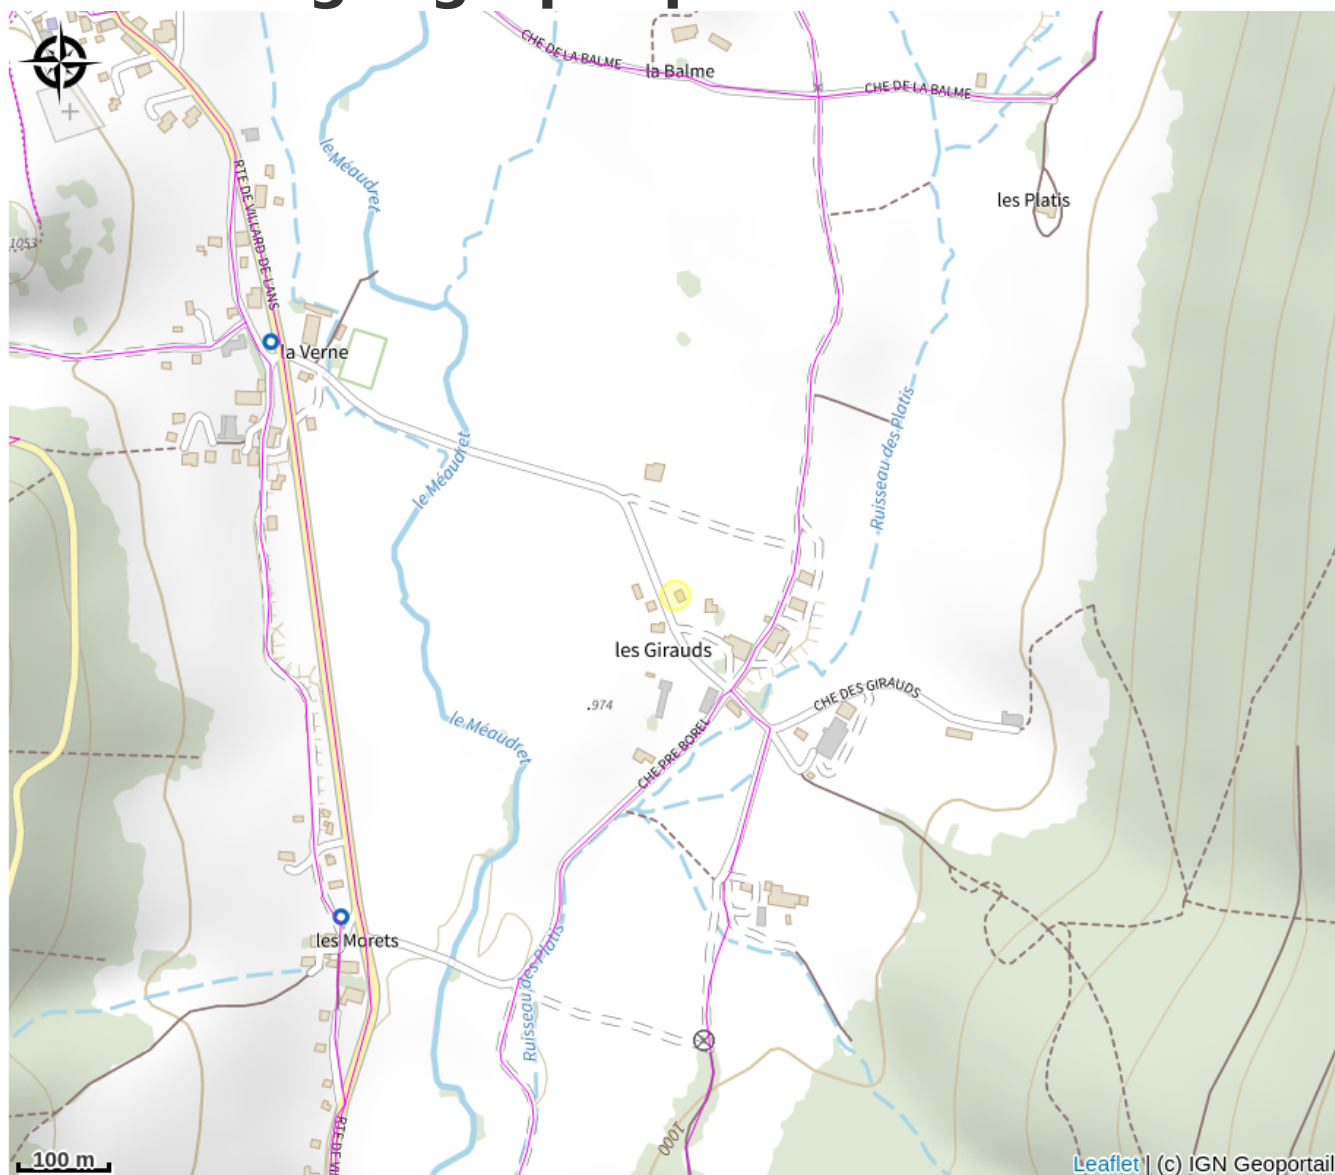 CHE DE LA BALME
la Balme
CHE DE LA BALME
le Méaudret
RTE DE VILLARD-DE-LANS
les Platis
1053
la Verne
le Méaudret
Ruisseau des Platis
les Girauds
974
CHE DES GIRAUDS
le Méaudret
CHE PRE BOREL
les Morets
Ruisseau des Platis
1000
100 m
Leaflet | (c) IGN Geoportail